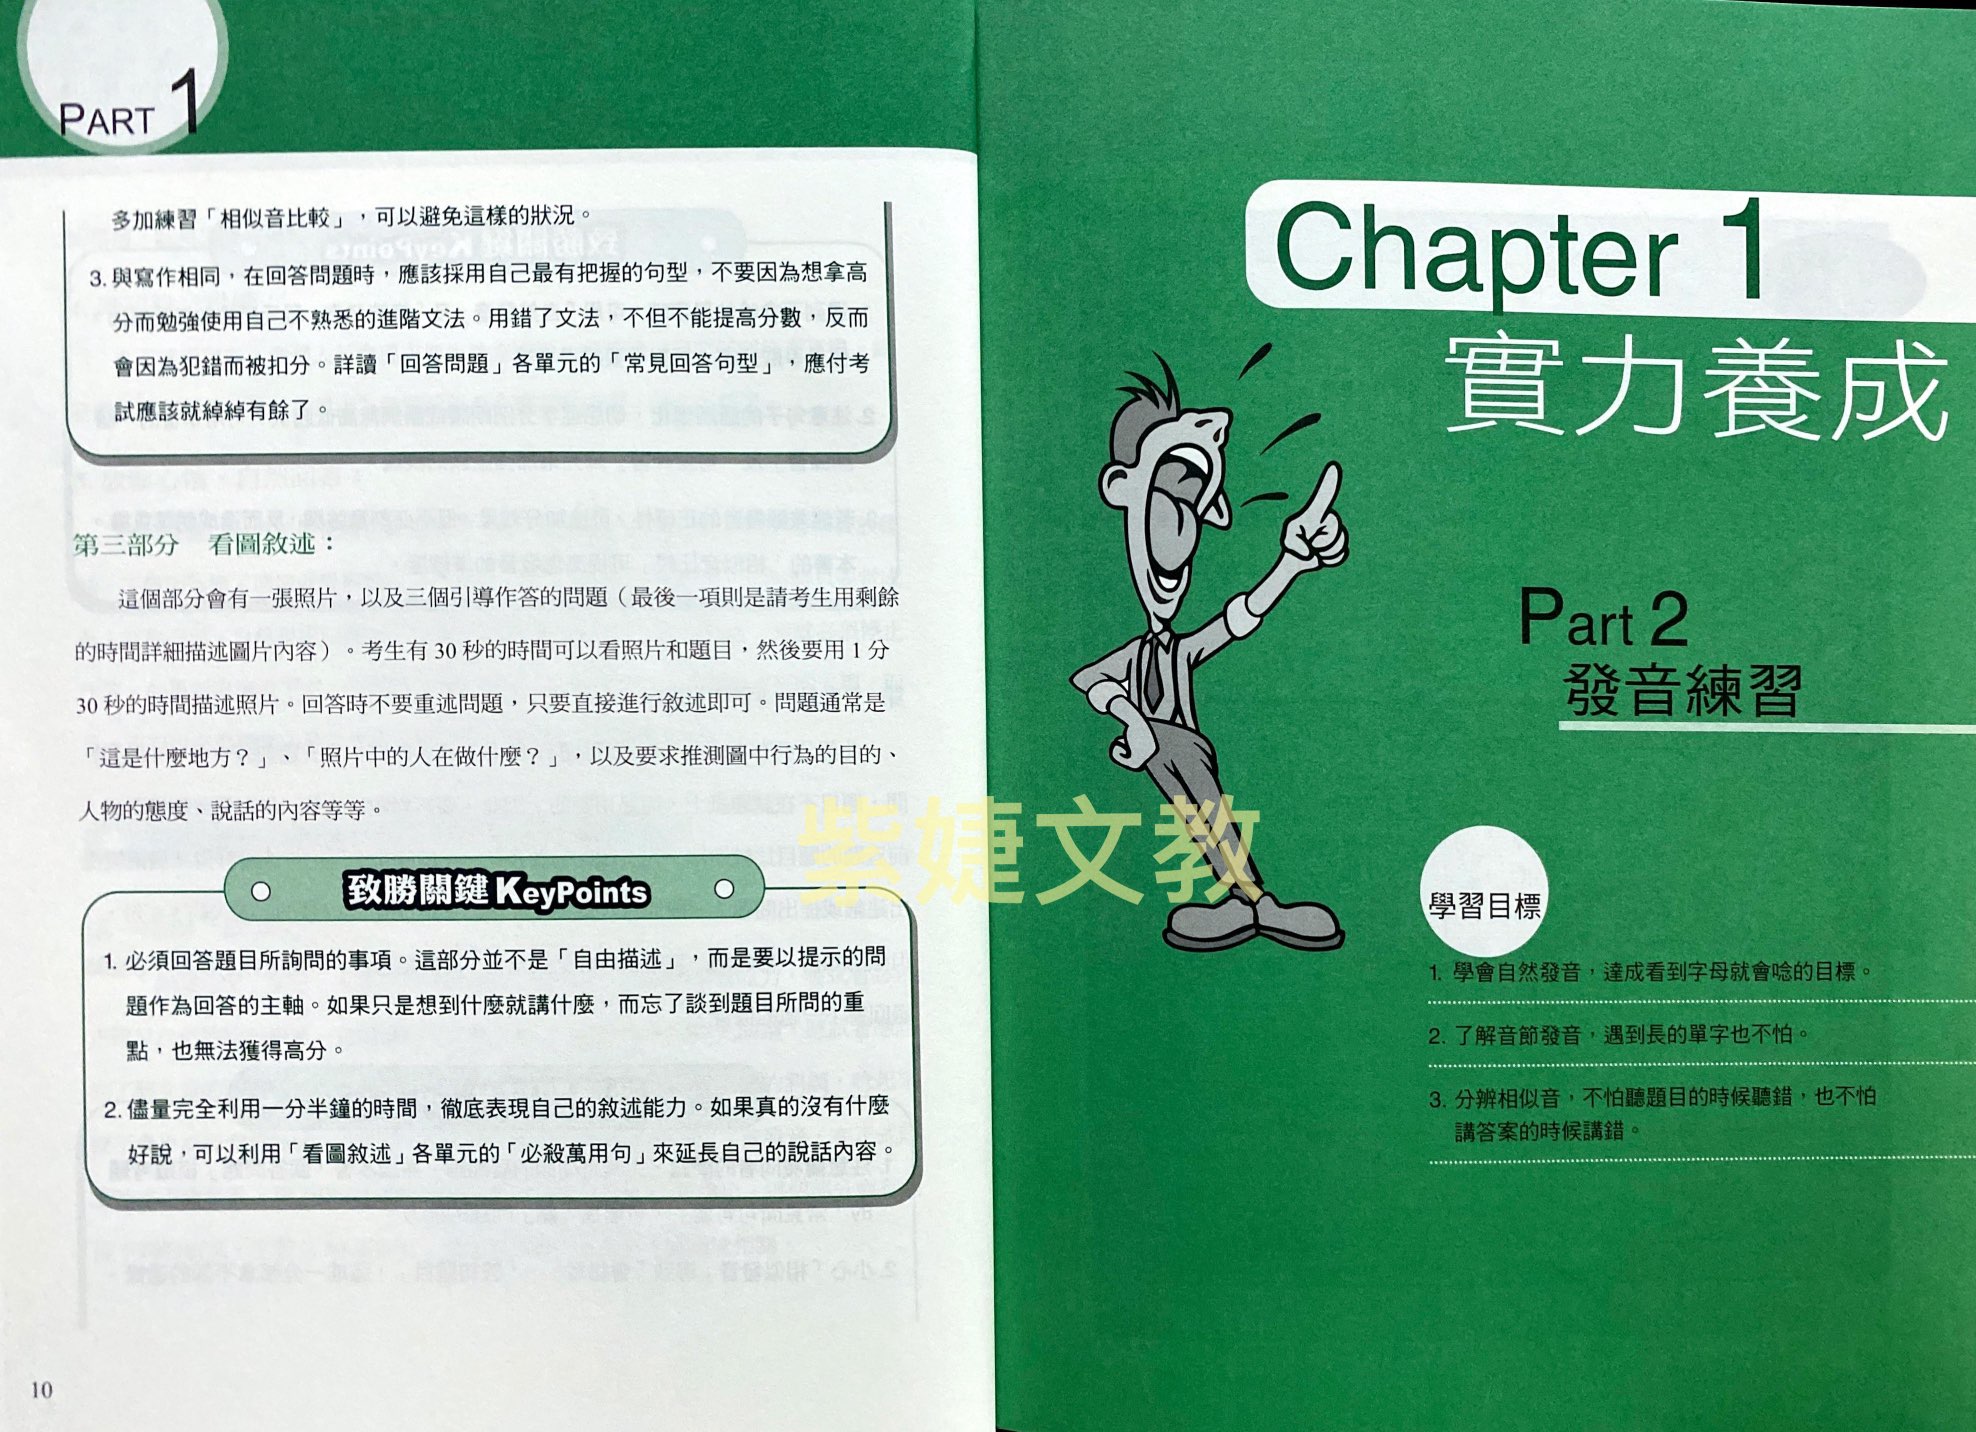 PART 1
多加練習「相似音比較」，可以避免這樣的狀況。
3. 與寫作相同，在回答問題時，應該採用自己最有把握的句型，不要因為想拿高
分而勉強使用自己不熟悉的進階文法。用錯了文法，不但不能提高分數，反而
會因為犯錯而被扣分。詳讀「回答問題」各單元的「常見回答句型」，應付考
試應該就綽綽有餘了。
第三部分　看圖敘述：
這個部分會有一張照片，以及三個引導作答的問題（最後一項則是請考生用剩餘
的時間詳細描述圖片內容）。考生有 30 秒的時間可以看照片和題目，然後要用 1 分
30 秒的時間描述照片。回答時不要重述問題，只要直接進行敘述即可。問題通常是
「這是什麼地方？」、「照片中的人在做什麼？」，以及要求推測圖中行為的目的、
人物的態度、說話的內容等等。
致勝關鍵 KeyPoints
1. 必須回答題目所詢問的事項。這部分並不是「自由描述」，而是要以提示的問
題作為回答的主軸。如果只是想到什麼就講什麼，而忘了談到題目所問的重
點，也無法獲得高分。
2. 儘量完全利用一分半鐘的時間，徹底表現自己的敘述能力。如果真的沒有什麼
好說，可以利用「看圖敘述」各單元的「必殺萬用句」來延長自己的說話內容。
10
Chapter 1
實力養成
Part 2
發音練習
紫婕文教
學習目標
1. 學會自然發音，達成看到字母就會唸的目標。
2. 了解音節發音，遇到長的單字也不怕。
3. 分辨相似音，不怕聽題目的時候聽錯，也不怕
講答案的時候講錯。